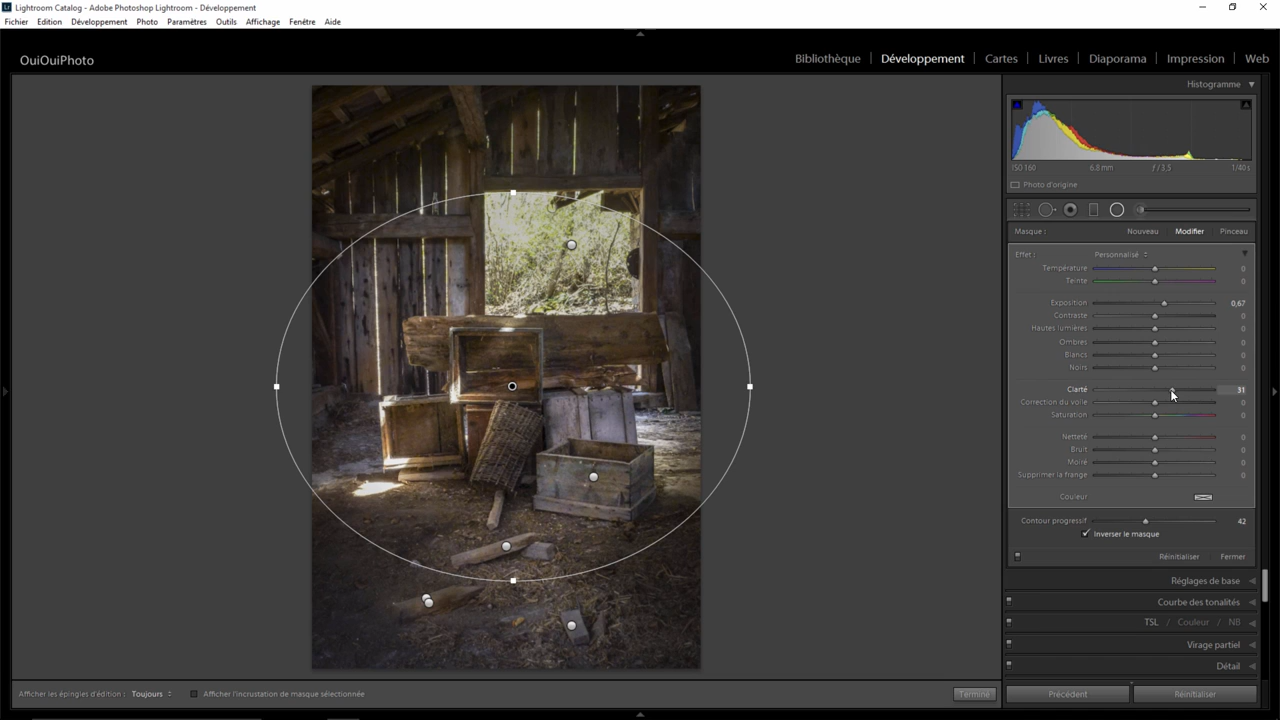 Lightroom Catalog - Adobe Photoshop Lightroom - Développement
Fichier Edition Développement Photo Paramètres Outils Affichage Fenêtre Aide
OuiOuiPhoto
Bibliothèque | Développement | Cartes | Livres | Diaporama | Impression | Web
Histogramme
ISO 160 6.8 mm ƒ / 3,5 1/40 s
Photo d'origine
Masque : Nouveau Modifier Pinceau
Effet : Personnalisé
Température 0
Teinte 0
Exposition 0,67
Contraste 0
Hautes lumières 0
Ombres 0
Blancs 0
Noirs 0
Clarté 31
Correction du voile 0
Saturation 0
Netteté 0
Bruit 0
Moiré 0
Supprimer la frange 0
Couleur
Contour progressif 42
Inverser le masque
Réinitialiser Fermer
Réglages de base
Courbe des tonalités
TSL / Couleur / NB
Virage partiel
Détail
Afficher les épingles d'édition : Toujours Afficher l'incrustation de masque sélectionnée Terminé
Précédent Réinitialiser